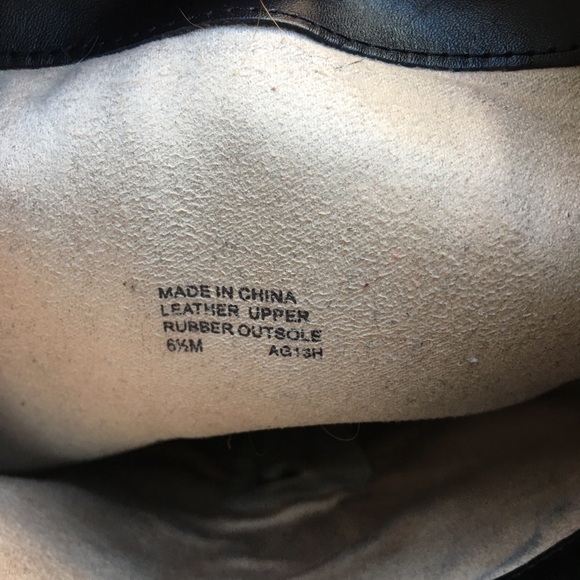 MADE IN CHINA
LEATHER UPPER
RUBBER OUTSOLE
6½M AG13H